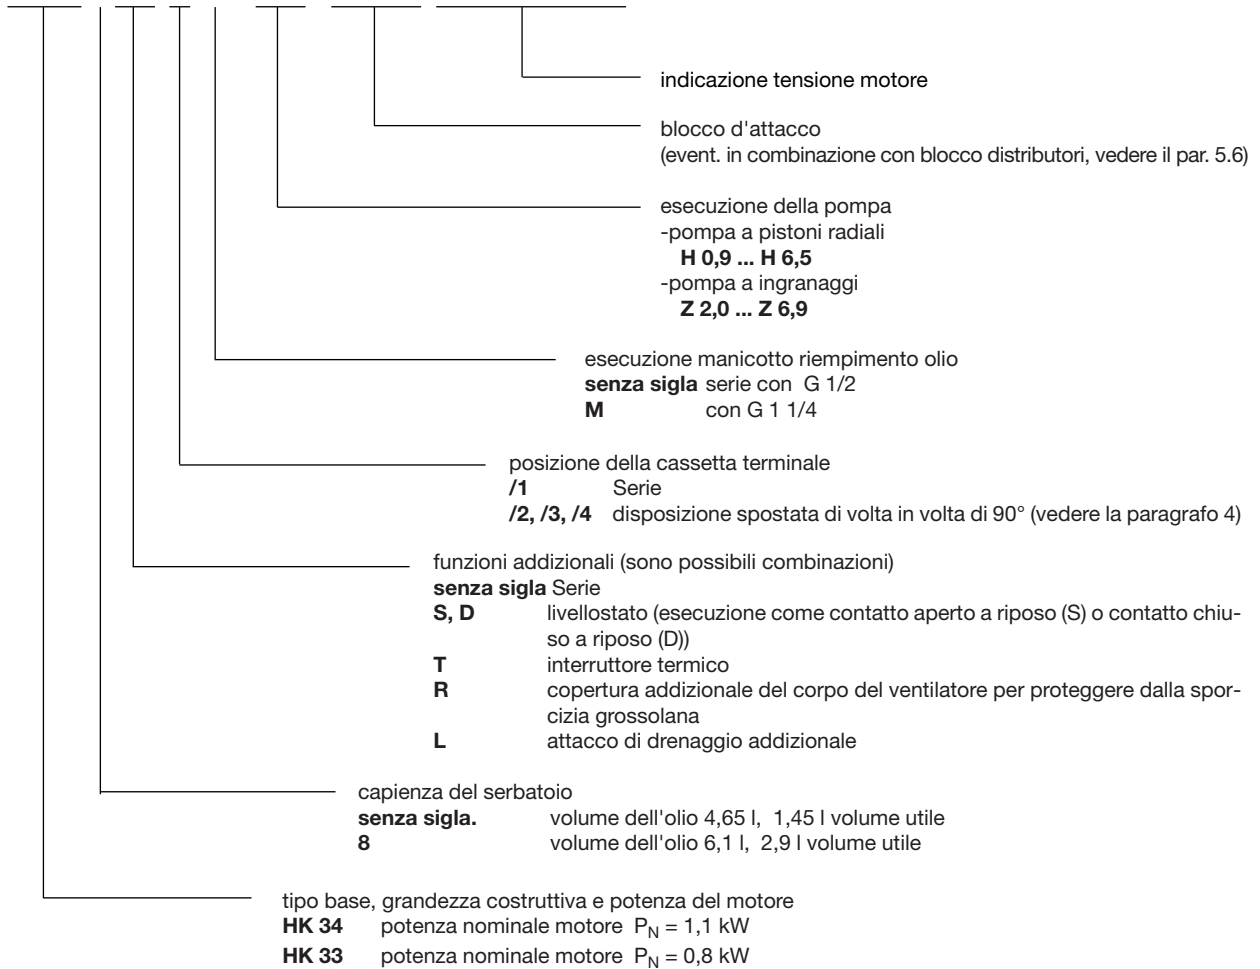 indicazione tensione motore
blocco d'attacco
(event. in combinazione con blocco distributori, vedere il par. 5.6)
esecuzione della pompa
-pompa a pistoni radiali
H 0,9 ... H 6,5
-pompa a ingranaggi
Z 2,0 ... Z 6,9
esecuzione manicotto riempimento olio
senza sigla serie con G 1/2
M con G 1 1/4
posizione della cassetta terminale
/1 Serie
/2, /3, /4 disposizione spostata di volta in volta di 90° (vedere la paragrafo 4)
funzioni addizionali (sono possibili combinazioni)
senza sigla Serie
S, D livellostato (esecuzione come contatto aperto a riposo (S) o contatto chiu-
so a riposo (D))
T interruttore termico
R copertura addizionale del corpo del ventilatore per proteggere dalla spor-
cizia grossolana
L attacco di drenaggio addizionale
capienza del serbatoio
senza sigla. volume dell'olio 4,65 l, 1,45 l volume utile
8 volume dell'olio 6,1 l, 2,9 l volume utile
tipo base, grandezza costruttiva e potenza del motore
HK 34 potenza nominale motore P_N = 1,1 kW
HK 33 potenza nominale motore P_N = 0,8 kW